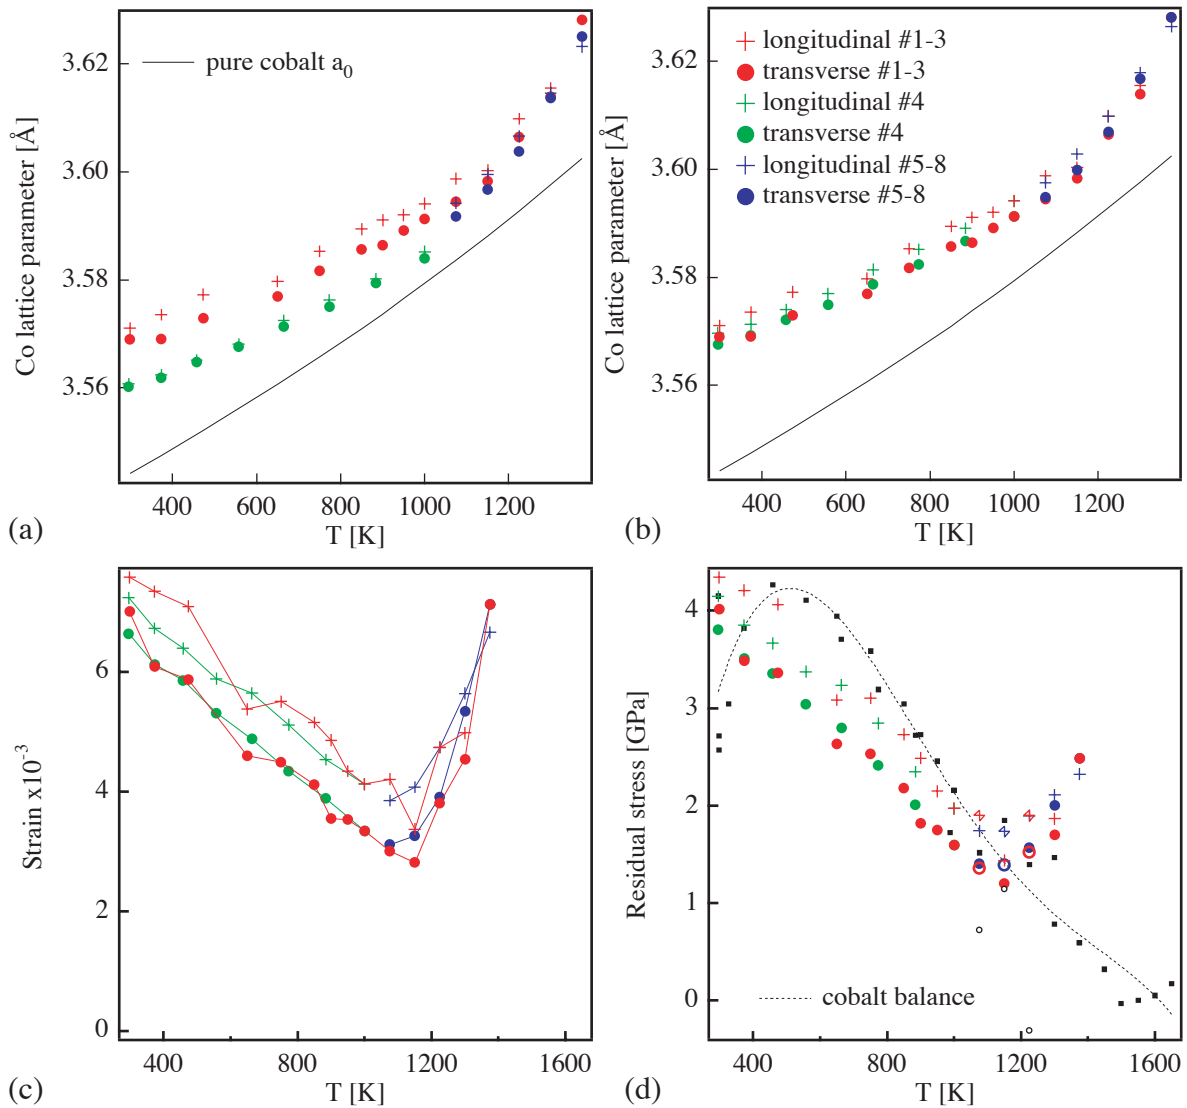 3.62
3.60
3.58
3.56
Co lattice parameter [Å]
pure cobalt a₀
400
600
800
1000
1200
T [K]
(a)
3.62
3.60
3.58
3.56
Co lattice parameter [Å]
longitudinal #1-3
transverse #1-3
longitudinal #4
transverse #4
longitudinal #5-8
transverse #5-8
400
600
800
1000
1200
T [K]
(b)
6
4
2
0
Strain x10⁻³
400
800
1200
1600
T [K]
(c)
4
3
2
1
0
Residual stress [GPa]
cobalt balance
400
800
1200
1600
T [K]
(d)